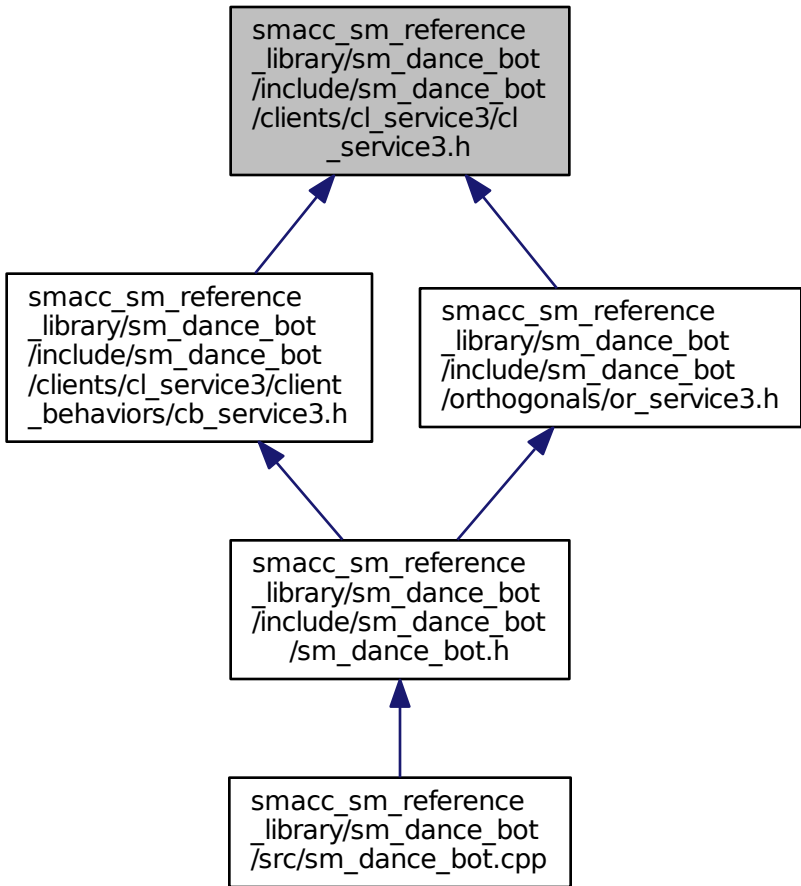 smacc_sm_reference
_library/sm_dance_bot
/include/sm_dance_bot
/clients/cl_service3/cl
_service3.h
smacc_sm_reference
_library/sm_dance_bot
/include/sm_dance_bot
/clients/cl_service3/client
_behaviors/cb_service3.h
smacc_sm_reference
_library/sm_dance_bot
/include/sm_dance_bot
/orthogonals/or_service3.h
smacc_sm_reference
_library/sm_dance_bot
/include/sm_dance_bot
/sm_dance_bot.h
smacc_sm_reference
_library/sm_dance_bot
/src/sm_dance_bot.cpp